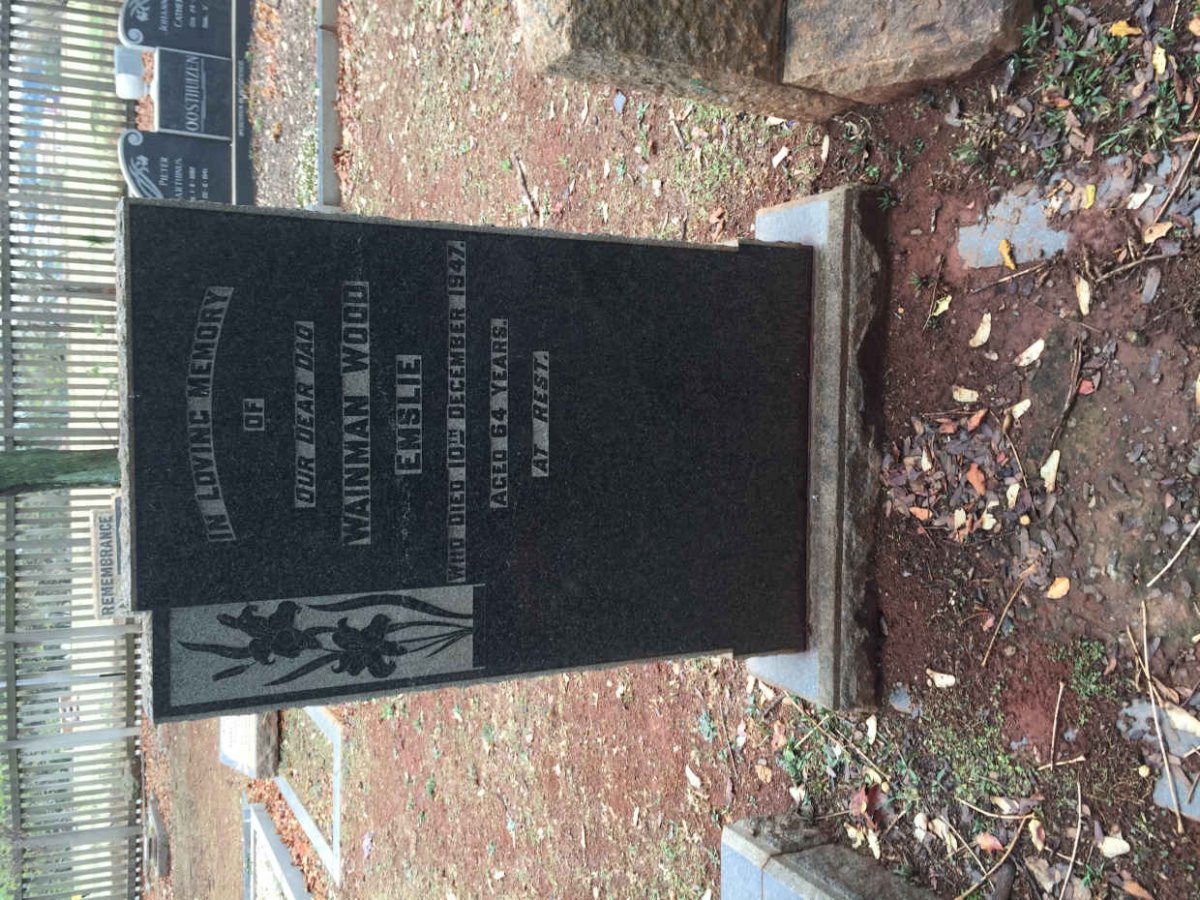 IN LOVING MEMORY
OF
OUR DEAR DAD
WAINMAN WOOD
EMSLIE
WHO DIED 10TH DECEMBER 1947.
AGED 64 YEARS.
AT REST.
REMEMBRANCE
PIETER
OOSTHUIZEN